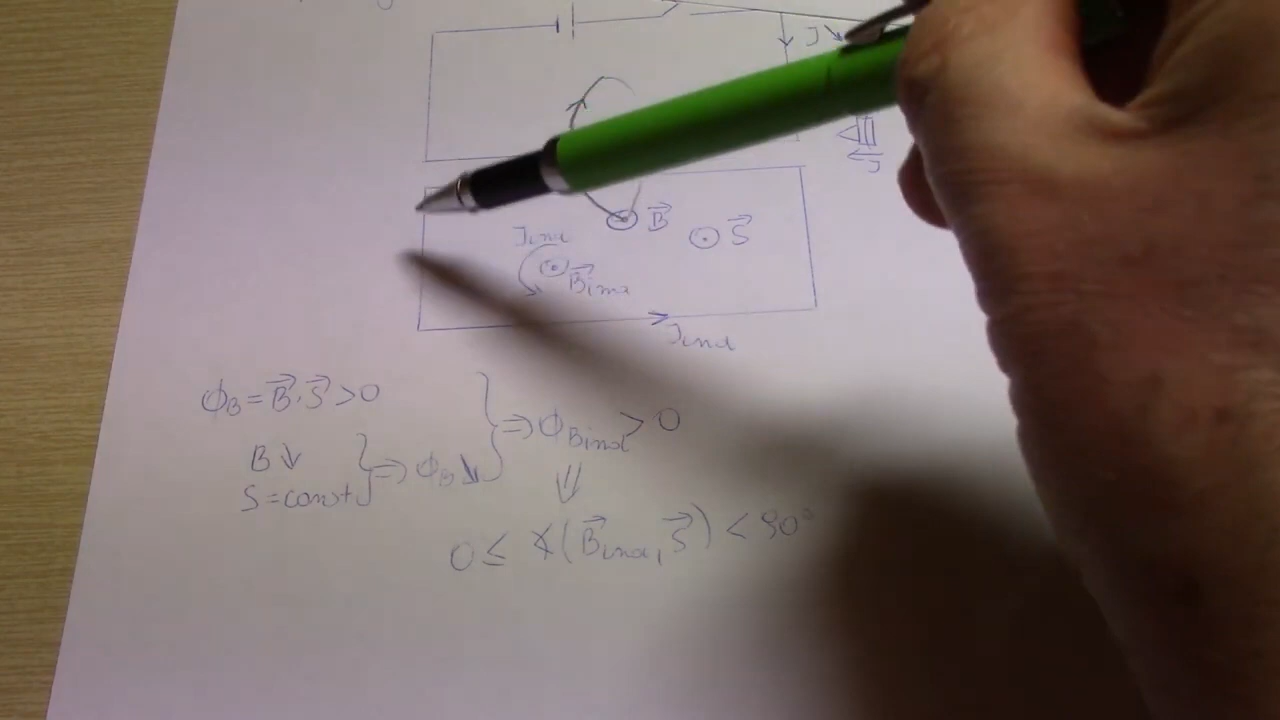 J ↘
J
B⃗
S⃗
Jind
B⃗ind
Jind
ϕB = B⃗·S⃗ > 0
B ↓
S = const
⇒ ϕB ↓
⇒ ϕBind > 0
⇓
0 ≤ ∢(B⃗ind, S⃗) < 90°